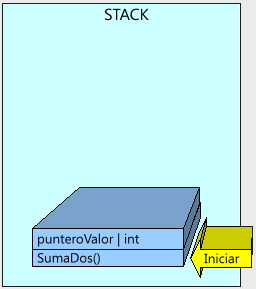 STACK
punteroValor | int
SumaDos()
Iniciar